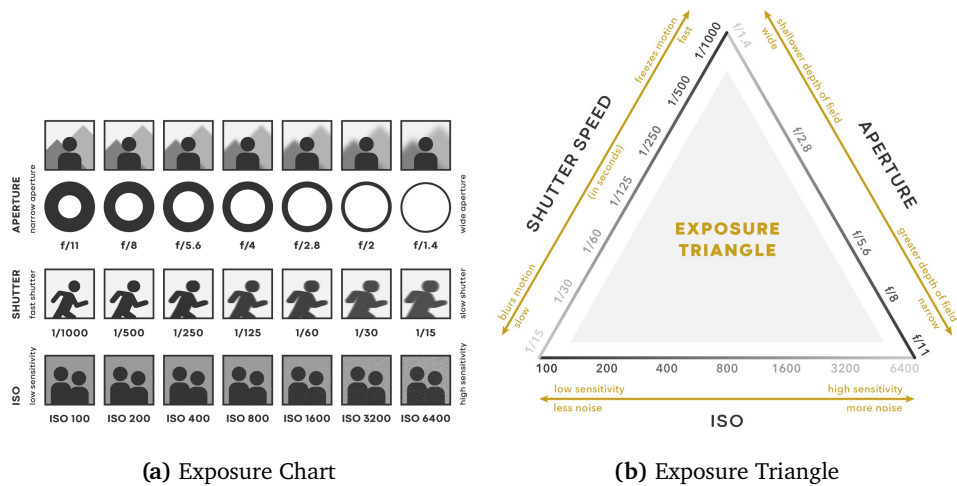 APERTURE
narrow aperture
wide aperture
f/11 f/8 f/5.6 f/4 f/2.8 f/2 f/1.4
SHUTTER
fast shutter
slow shutter
1/1000 1/500 1/250 1/125 1/60 1/30 1/15
ISO
low sensitivity
high sensitivity
ISO 100 ISO 200 ISO 400 ISO 800 ISO 1600 ISO 3200 ISO 6400
(a) Exposure Chart
SHUTTER SPEED
(in seconds)
freezes motion
fast
blurs motion
slow
1/1000
1/500
1/250
1/125
1/60
1/30
1/15
APERTURE
shallower depth of field
wide
greater depth of field
narrow
f/1.4
f/2.8
f/5.6
f/8
f/11
EXPOSURE
TRIANGLE
100 200 400 800 1600 3200 6400
low sensitivity high sensitivity
less noise more noise
ISO
(b) Exposure Triangle